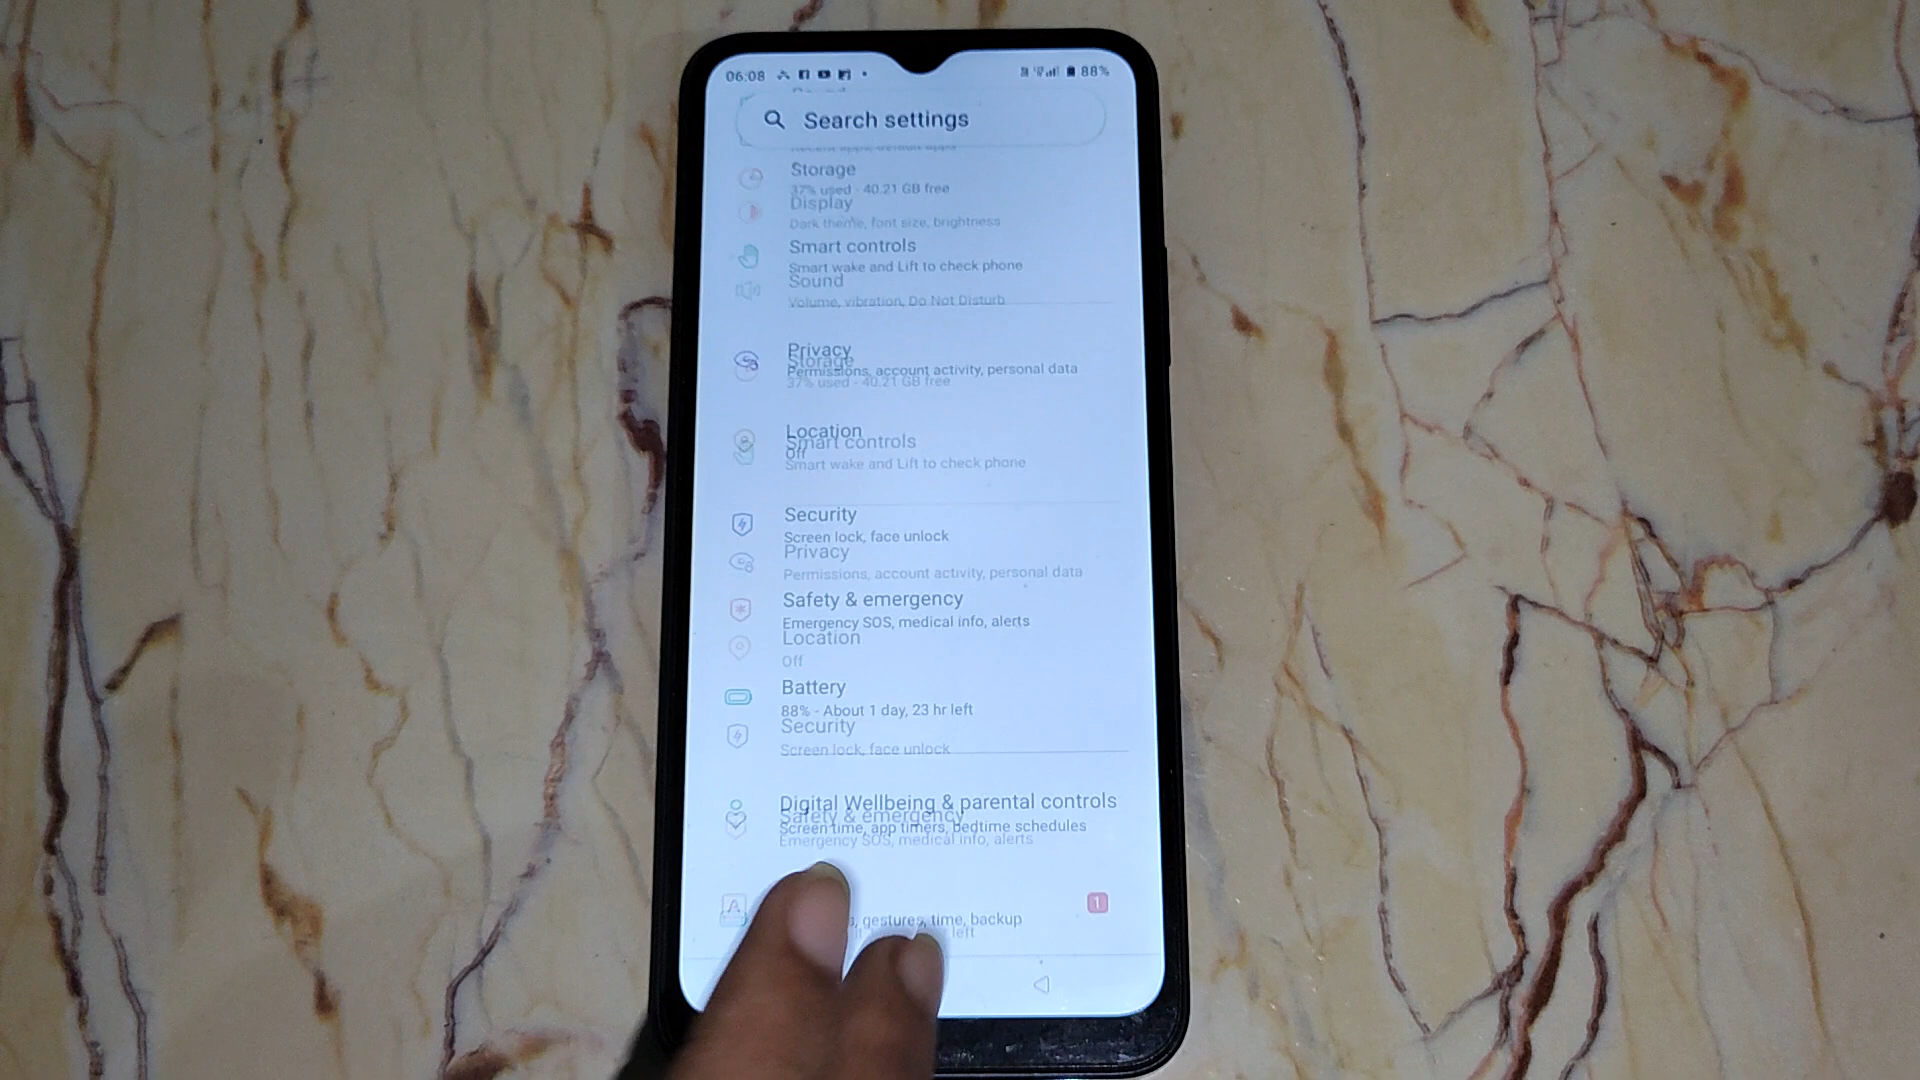 06:08
88%
Search settings
Storage
37% used - 40.21 GB free
Display
Dark theme, font size, brightness
Smart controls
Smart wake and Lift to check phone
Sound
Volume, vibration, Do Not Disturb
Privacy
Storage
Permissions, account activity, personal data
37% used - 40.21 GB free
Location
Smart controls
Off
Smart wake and Lift to check phone
Security
Screen lock, face unlock
Privacy
Permissions, account activity, personal data
Safety & emergency
Emergency SOS, medical info, alerts
Location
Off
Battery
88% - About 1 day, 23 hr left
Security
Screen lock, face unlock
Digital Wellbeing & parental controls
Safety & emergency
Screen time, app timers, bedtime schedules
Emergency SOS, medical info, alerts
1
gestures, time, backup
left